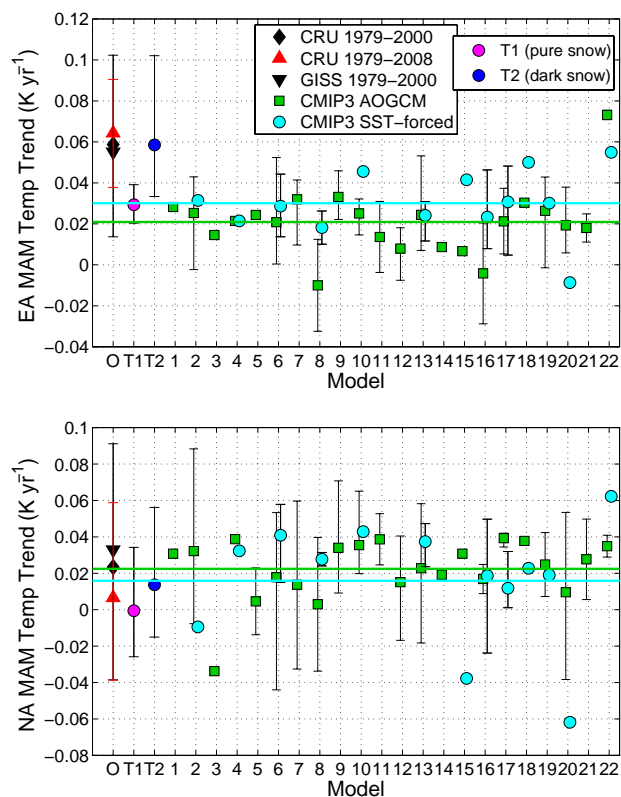 0.12
0.1
0.08
0.06
0.04
0.02
0
−0.02
−0.04
EA MAM Temp Trend (K yr⁻¹)
CRU 1979−2000
CRU 1979−2008
GISS 1979−2000
CMIP3 AOGCM
CMIP3 SST−forced
T1 (pure snow)
T2 (dark snow)
O T1 T2 1 2 3 4 5 6 7 8 9 10 11 12 13 14 15 16 17 18 19 20 21 22
Model
0.1
0.08
0.06
0.04
0.02
0
−0.02
−0.04
−0.06
−0.08
NA MAM Temp Trend (K yr⁻¹)
O T1 T2 1 2 3 4 5 6 7 8 9 10 11 12 13 14 15 16 17 18 19 20 21 22
Model